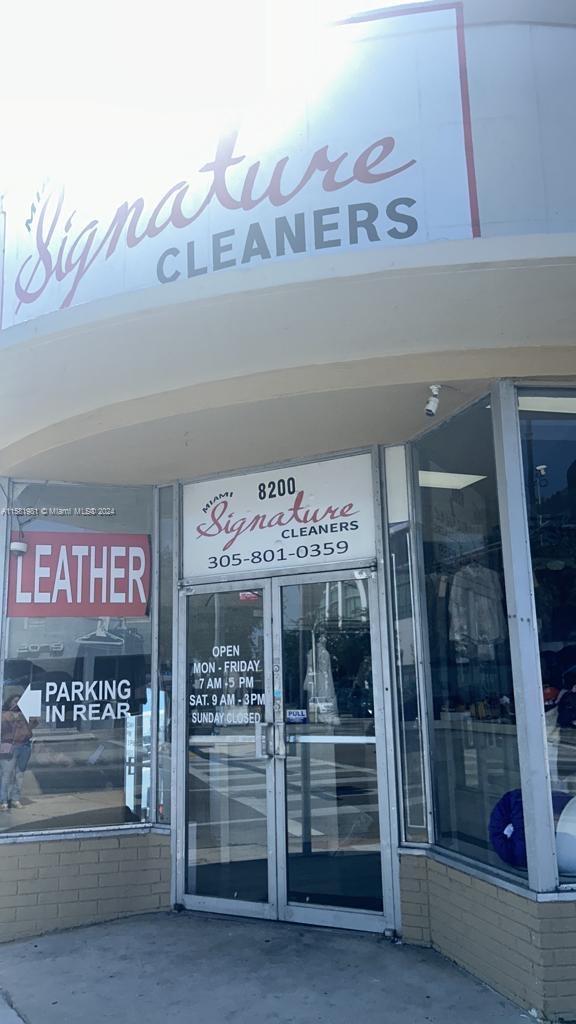 Signature
CLEANERS
A11561961 © Miami MLS® 2024
MIAMI
8200
Signature
CLEANERS
305-801-0359
LEATHER
OPEN
MON - FRIDAY
7 AM - 5 PM
SAT. 9 AM - 3 PM
SUNDAY CLOSED
PULL
PARKING
IN REAR